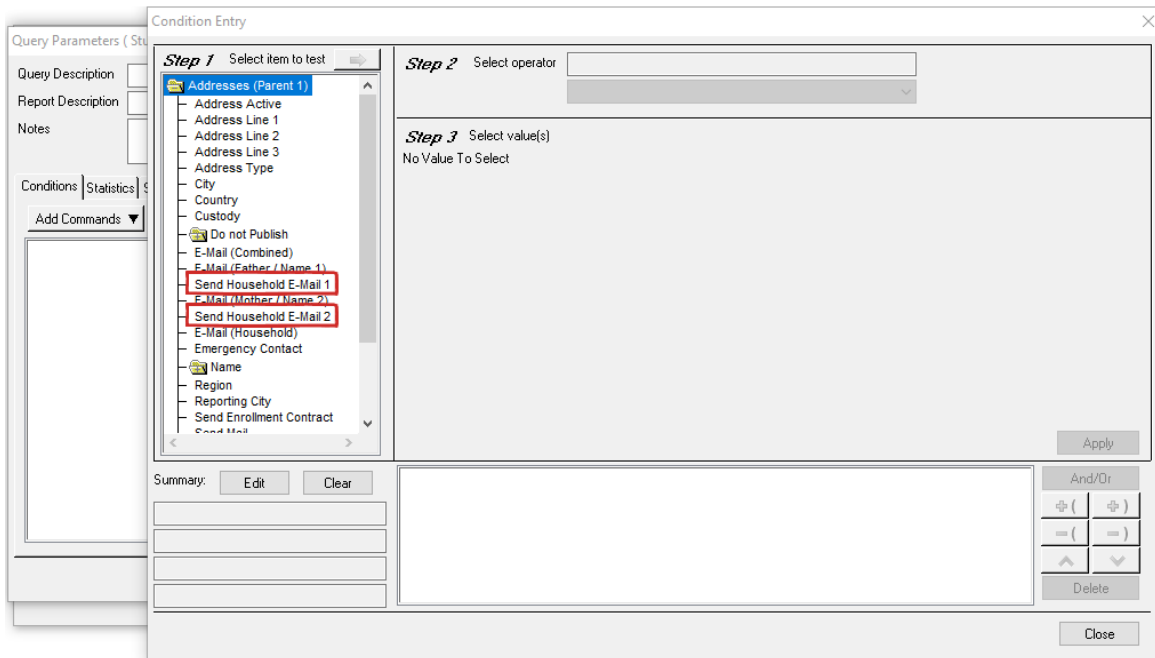 Condition Entry
Query Parameters ( Stu
Query Description
Report Description
Notes
Conditions Statistics S
Add Commands
Step 1 Select item to test
Addresses (Parent 1)
Address Active
Address Line 1
Address Line 2
Address Line 3
Address Type
City
Country
Custody
Do not Publish
E-Mail (Combined)
E-Mail (Father / Name 1)
Send Household E-Mail 1
E-Mail (Mother / Name 2)
Send Household E-Mail 2
E-Mail (Household)
Emergency Contact
Name
Region
Reporting City
Send Enrollment Contract
Send Mail
Step 2 Select operator
Step 3 Select value(s)
No Value To Select
Apply
Summary: Edit Clear
And/Or
+ ( + )
- ( - )
Delete
Close